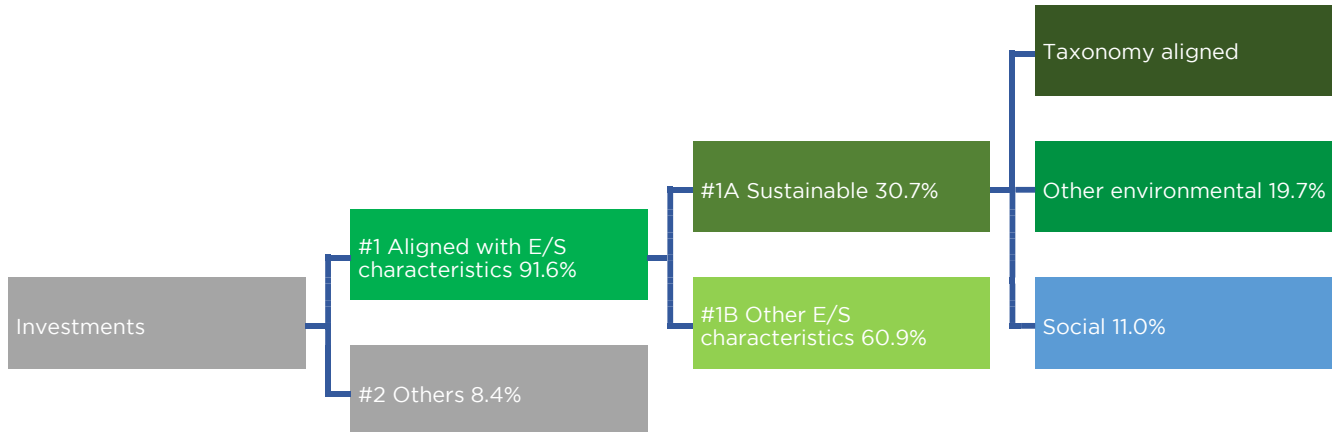 Taxonomy aligned
#1A Sustainable 30.7%
Other environmental 19.7%
#1 Aligned with E/S
characteristics 91.6%
Investments
#1B Other E/S
characteristics 60.9%
Social 11.0%
#2 Others 8.4%